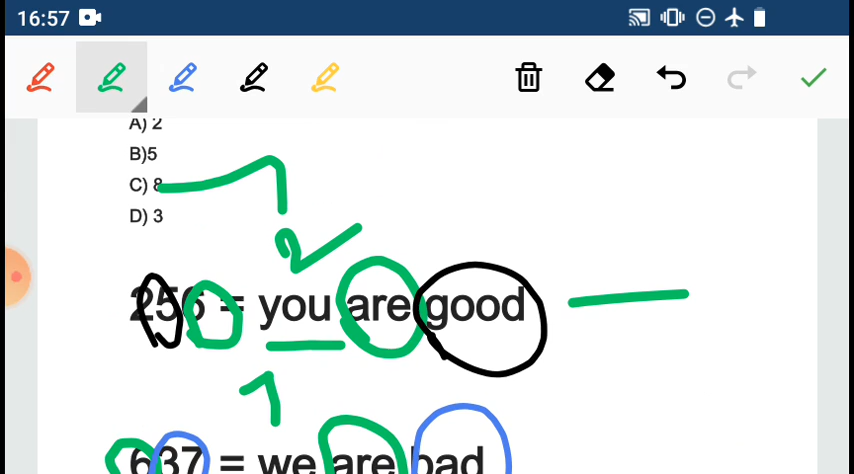 16:57
A) 2
B)5
C) 8
D) 3
256 = you are good
637 = we are bad